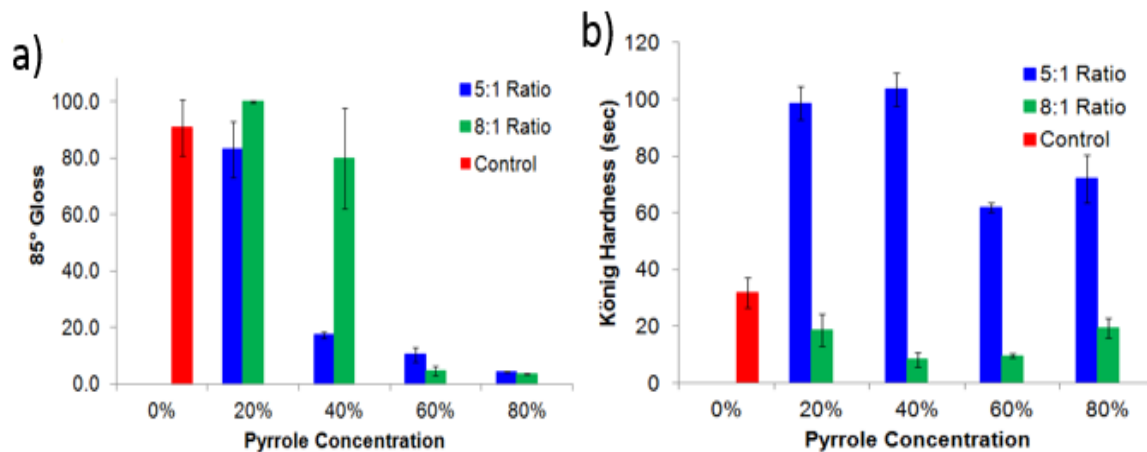 a)
100.0
80.0
60.0
40.0
20.0
0.0
85° Gloss
5:1 Ratio
8:1 Ratio
Control
0% 20% 40% 60% 80%
Pyrrole Concentration
b)
120
100
80
60
40
20
0
König Hardness (sec)
5:1 Ratio
8:1 Ratio
Control
0% 20% 40% 60% 80%
Pyrrole Concentration